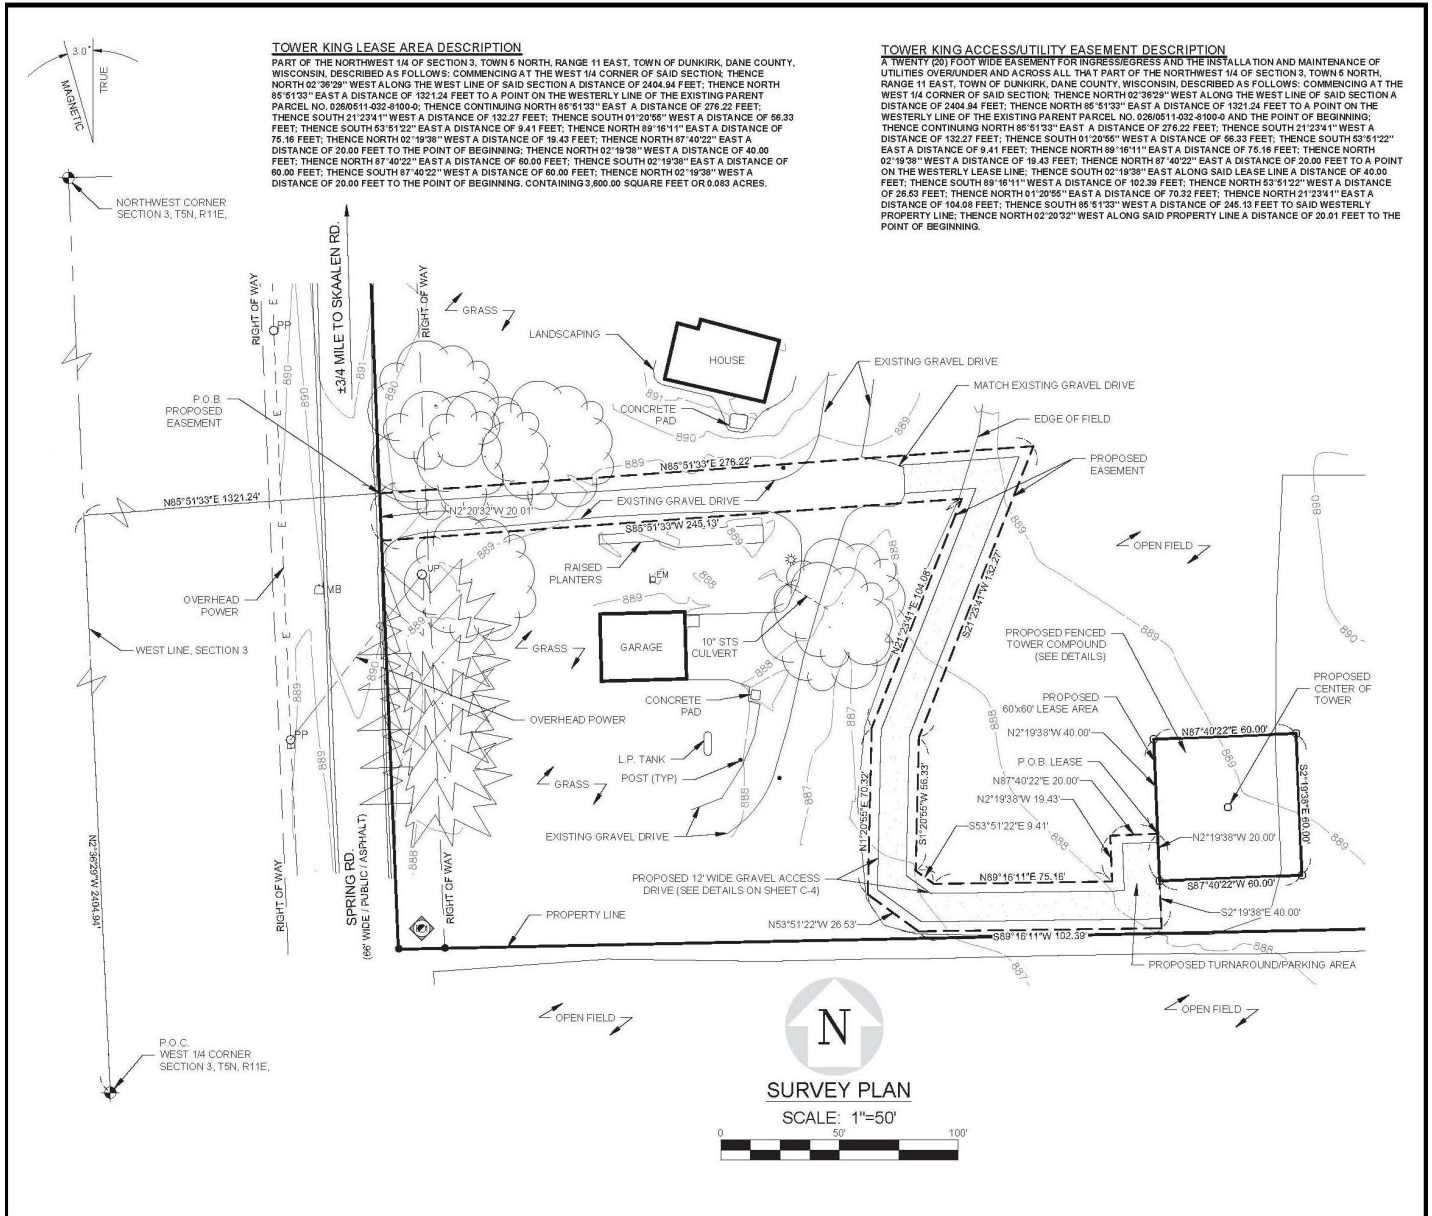 3.0°
MAGNETIC
TRUE
TOWER KING LEASE AREA DESCRIPTION
PART OF THE NORTHWEST 1/4 OF SECTION 3, TOWN 5 NORTH, RANGE 11 EAST, TOWN OF DUNKIRK, DANE COUNTY,
WISCONSIN, DESCRIBED AS FOLLOWS: COMMENCING AT THE WEST 1/4 CORNER OF SAID SECTION; THENCE
NORTH 02°36'29" WEST ALONG THE WEST LINE OF SAID SECTION A DISTANCE OF 2404.94 FEET; THENCE NORTH
85°51'33" EAST A DISTANCE OF 1321.24 FEET TO A POINT ON THE WESTERLY LINE OF THE EXISTING PARENT
PARCEL NO. 026/0511-032-8100-0; THENCE CONTINUING NORTH 85°51'33" EAST A DISTANCE OF 276.22 FEET;
THENCE SOUTH 21°23'41" WEST A DISTANCE OF 132.27 FEET; THENCE SOUTH 01°20'55" WEST A DISTANCE OF 56.33
FEET; THENCE SOUTH 53°51'22" EAST A DISTANCE OF 9.41 FEET; THENCE NORTH 89°16'11" EAST A DISTANCE OF
75.16 FEET; THENCE NORTH 02°19'38" WEST A DISTANCE OF 19.43 FEET; THENCE NORTH 87°40'22" EAST A
DISTANCE OF 20.00 FEET TO THE POINT OF BEGINNING; THENCE NORTH 02°19'38" WEST A DISTANCE OF 40.00
FEET; THENCE NORTH 87°40'22" EAST A DISTANCE OF 60.00 FEET; THENCE SOUTH 02°19'38" EAST A DISTANCE OF
60.00 FEET; THENCE SOUTH 87°40'22" WEST A DISTANCE OF 60.00 FEET; THENCE NORTH 02°19'38" WEST A
DISTANCE OF 20.00 FEET TO THE POINT OF BEGINNING. CONTAINING 3,600.00 SQUARE FEET OR 0.083 ACRES.
TOWER KING ACCESS/UTILITY EASEMENT DESCRIPTION
A TWENTY (20) FOOT WIDE EASEMENT FOR INGRESS/EGRESS AND THE INSTALLATION AND MAINTENANCE OF
UTILITIES OVER/UNDER AND ACROSS ALL THAT PART OF THE NORTHWEST 1/4 OF SECTION 3, TOWN 5 NORTH,
RANGE 11 EAST, TOWN OF DUNKIRK, DANE COUNTY, WISCONSIN, DESCRIBED AS FOLLOWS: COMMENCING AT THE
WEST 1/4 CORNER OF SAID SECTION; THENCE NORTH 02°36'29" WEST ALONG THE WEST LINE OF SAID SECTION A
DISTANCE OF 2404.94 FEET; THENCE NORTH 85°51'33" EAST A DISTANCE OF 1321.24 FEET TO A POINT ON THE
WESTERLY LINE OF THE EXISTING PARENT PARCEL NO. 026/0511-032-8100-0 AND THE POINT OF BEGINNING;
THENCE CONTINUING NORTH 85°51'33" EAST A DISTANCE OF 276.22 FEET; THENCE SOUTH 21°23'41" WEST A
DISTANCE OF 132.27 FEET; THENCE SOUTH 01°20'55" WEST A DISTANCE OF 56.33 FEET; THENCE SOUTH 53°51'22"
EAST A DISTANCE OF 9.41 FEET; THENCE NORTH 89°16'11" EAST A DISTANCE OF 75.16 FEET; THENCE NORTH
02°19'38" WEST A DISTANCE OF 19.43 FEET; THENCE NORTH 87°40'22" EAST A DISTANCE OF 20.00 FEET TO A POINT
ON THE WESTERLY LEASE LINE; THENCE SOUTH 02°19'38" EAST ALONG SAID LEASE LINE A DISTANCE OF 40.00
FEET; THENCE SOUTH 89°16'11" WEST A DISTANCE OF 102.39 FEET; THENCE NORTH 53°51'22" WEST A DISTANCE
OF 26.53 FEET; THENCE NORTH 01°20'55" EAST A DISTANCE OF 70.32 FEET; THENCE NORTH 21°23'41" EAST A
DISTANCE OF 104.08 FEET; THENCE SOUTH 85°51'33" WEST A DISTANCE OF 245.13 FEET TO SAID WESTERLY
PROPERTY LINE; THENCE NORTH 02°20'32" WEST ALONG SAID PROPERTY LINE A DISTANCE OF 20.01 FEET TO THE
POINT OF BEGINNING.
NORTHWEST CORNER
SECTION 3, T5N, R11E,
±3/4 MILE TO SKAALEN RD.
RIGHT OF WAY
RIGHT OF WAY
E
PP
E
GRASS
LANDSCAPING
HOUSE
EXISTING GRAVEL DRIVE
MATCH EXISTING GRAVEL DRIVE
EDGE OF FIELD
CONCRETE
PAD
890
890
891
890
891
890
889
889
P.O.B.
PROPOSED
EASEMENT
PROPOSED
EASEMENT
N85°51'33"E 276.22'
N85°51'33"E 1321.24'
EXISTING GRAVEL DRIVE
N2°20'32"W 20.01'
S85°51'33"W 245.13'
RAISED
PLANTERS
EM
UP
MB
889
889
888
888
889
889
890
OPEN FIELD
OVERHEAD
POWER
E
E
WEST LINE, SECTION 3
GRASS
GARAGE
10" STS
CULVERT
888
N21°23'41"E 104.08'
S21°23'41"W 132.27'
PROPOSED FENCED
TOWER COMPOUND
(SEE DETAILS)
889
890
PROPOSED
CENTER OF
TOWER
889
889
890
PP
889
OVERHEAD POWER
CONCRETE
PAD
L.P. TANK
POST (TYP)
GRASS
EXISTING GRAVEL DRIVE
887
887
888
888
PROPOSED
60'x60' LEASE AREA
N2°19'38"W 40.00'
P.O.B. LEASE
N87°40'22"E 20.00'
N2°19'38"W 19.43'
S53°51'22"E 9.41'
N87°40'22"E 60.00'
S2°19'38"E 60.00'
N2°19'38"W 20.00'
S87°40'22"W 60.00'
S2°19'38"E 40.00'
889
889
888
N1°20'55"E 70.32'
S1°20'55"W 56.33'
PROPOSED 12' WIDE GRAVEL ACCESS
DRIVE (SEE DETAILS ON SHEET C-4)
N89°16'11"E 75.16'
N53°51'22"W 26.53'
S89°16'11"W 102.39'
888
887
PROPOSED TURNAROUND/PARKING AREA
N2°36'29"W 2404.94'
RIGHT OF WAY
SPRING RD.
(66' WIDE / PUBLIC / ASPHALT)
888
RIGHT OF WAY
PROPERTY LINE
OPEN FIELD
OPEN FIELD
P.O.C.
WEST 1/4 CORNER
SECTION 3, T5N, R11E,
N
SURVEY PLAN
SCALE: 1"=50'
0 50' 100'